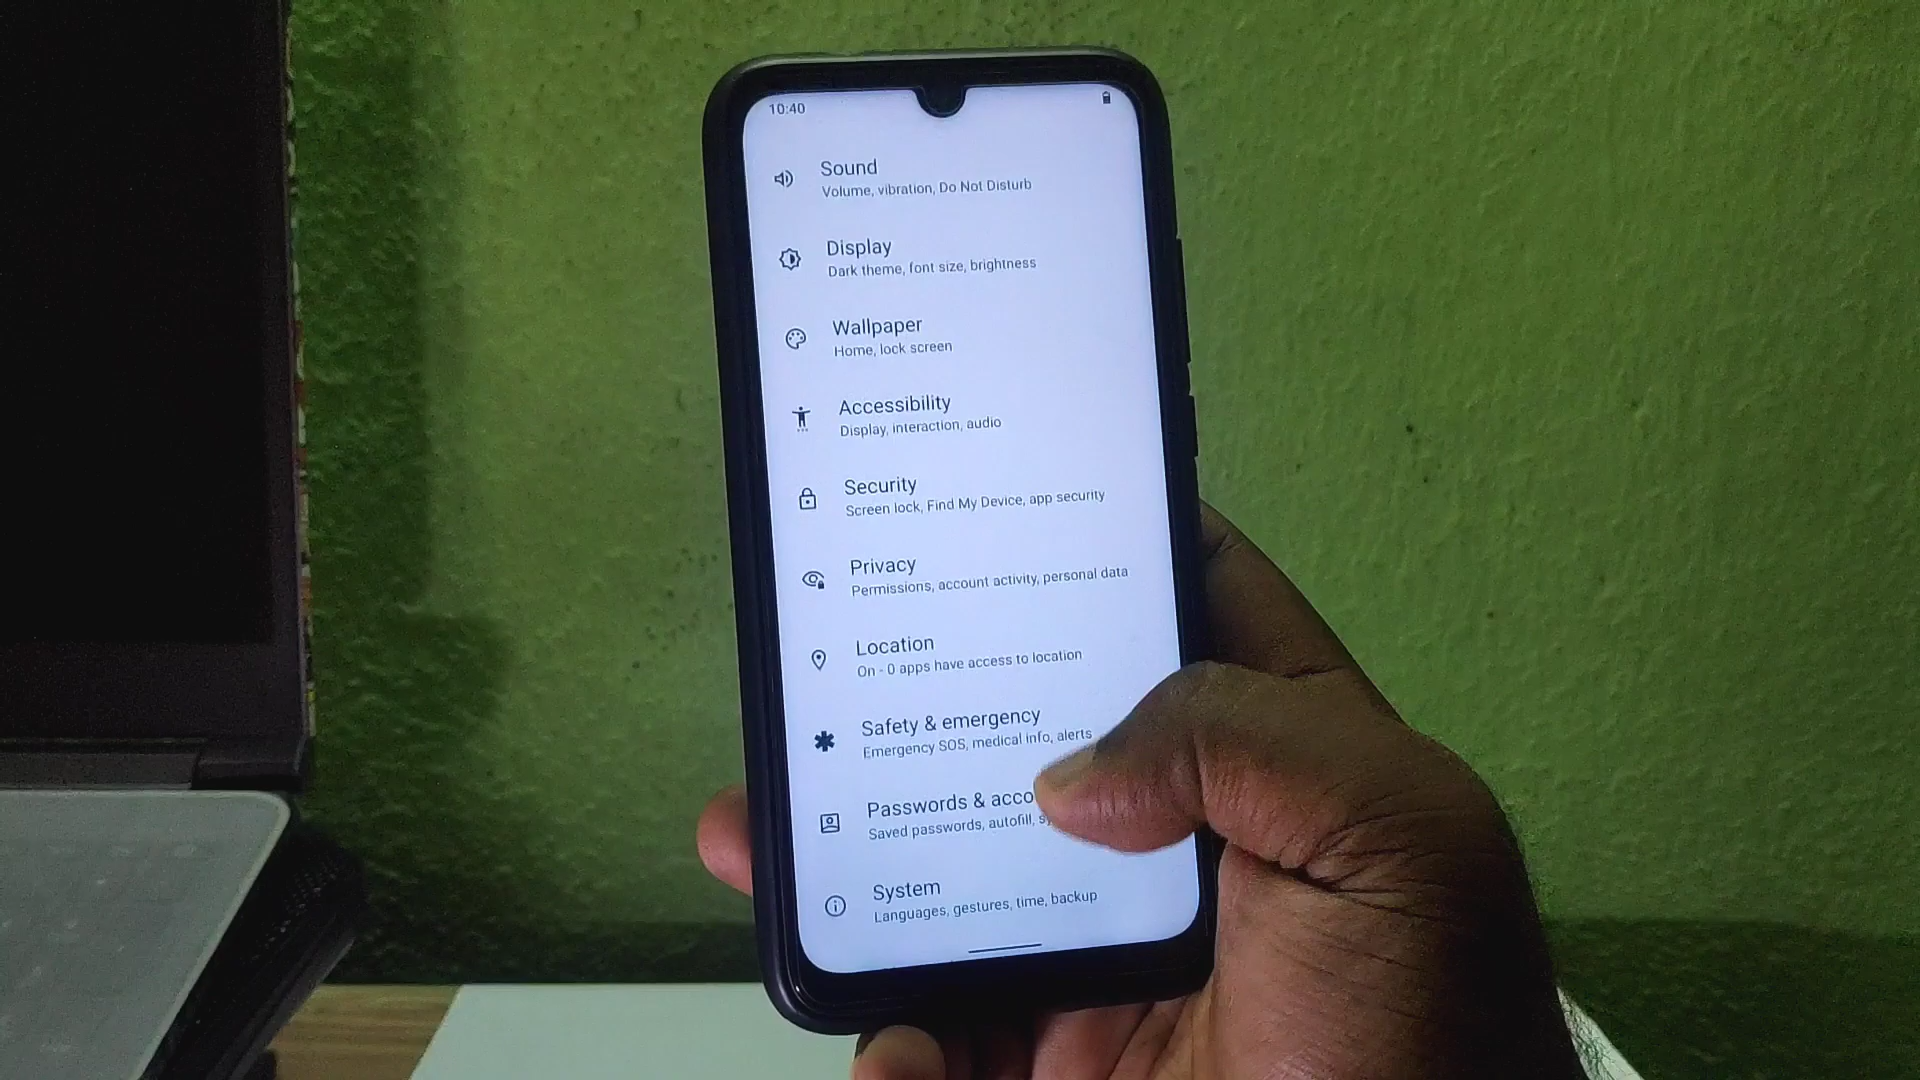 10:40
Sound
Volume, vibration, Do Not Disturb
Display
Dark theme, font size, brightness
Wallpaper
Home, lock screen
Accessibility
Display, interaction, audio
Security
Screen lock, Find My Device, app security
Privacy
Permissions, account activity, personal data
Location
On - 0 apps have access to location
Safety & emergency
Emergency SOS, medical info, alerts
Passwords & acco
Saved passwords, autofill,
System
Languages, gestures, time, backup